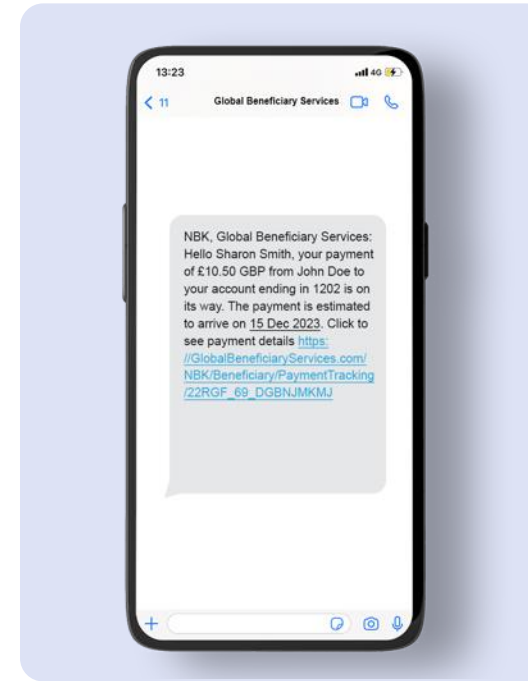 13:23
4G
11
Global Beneficiary Services
NBK, Global Beneficiary Services:
Hello Sharon Smith, your payment
of £10.50 GBP from John Doe to
your account ending in 1202 is on
its way. The payment is estimated
to arrive on 15 Dec 2023. Click to
see payment details https:
//GlobalBeneficiaryServices.com/
NBK/Beneficiary/PaymentTracking
/22RGF_69_DGBNJMKMJ